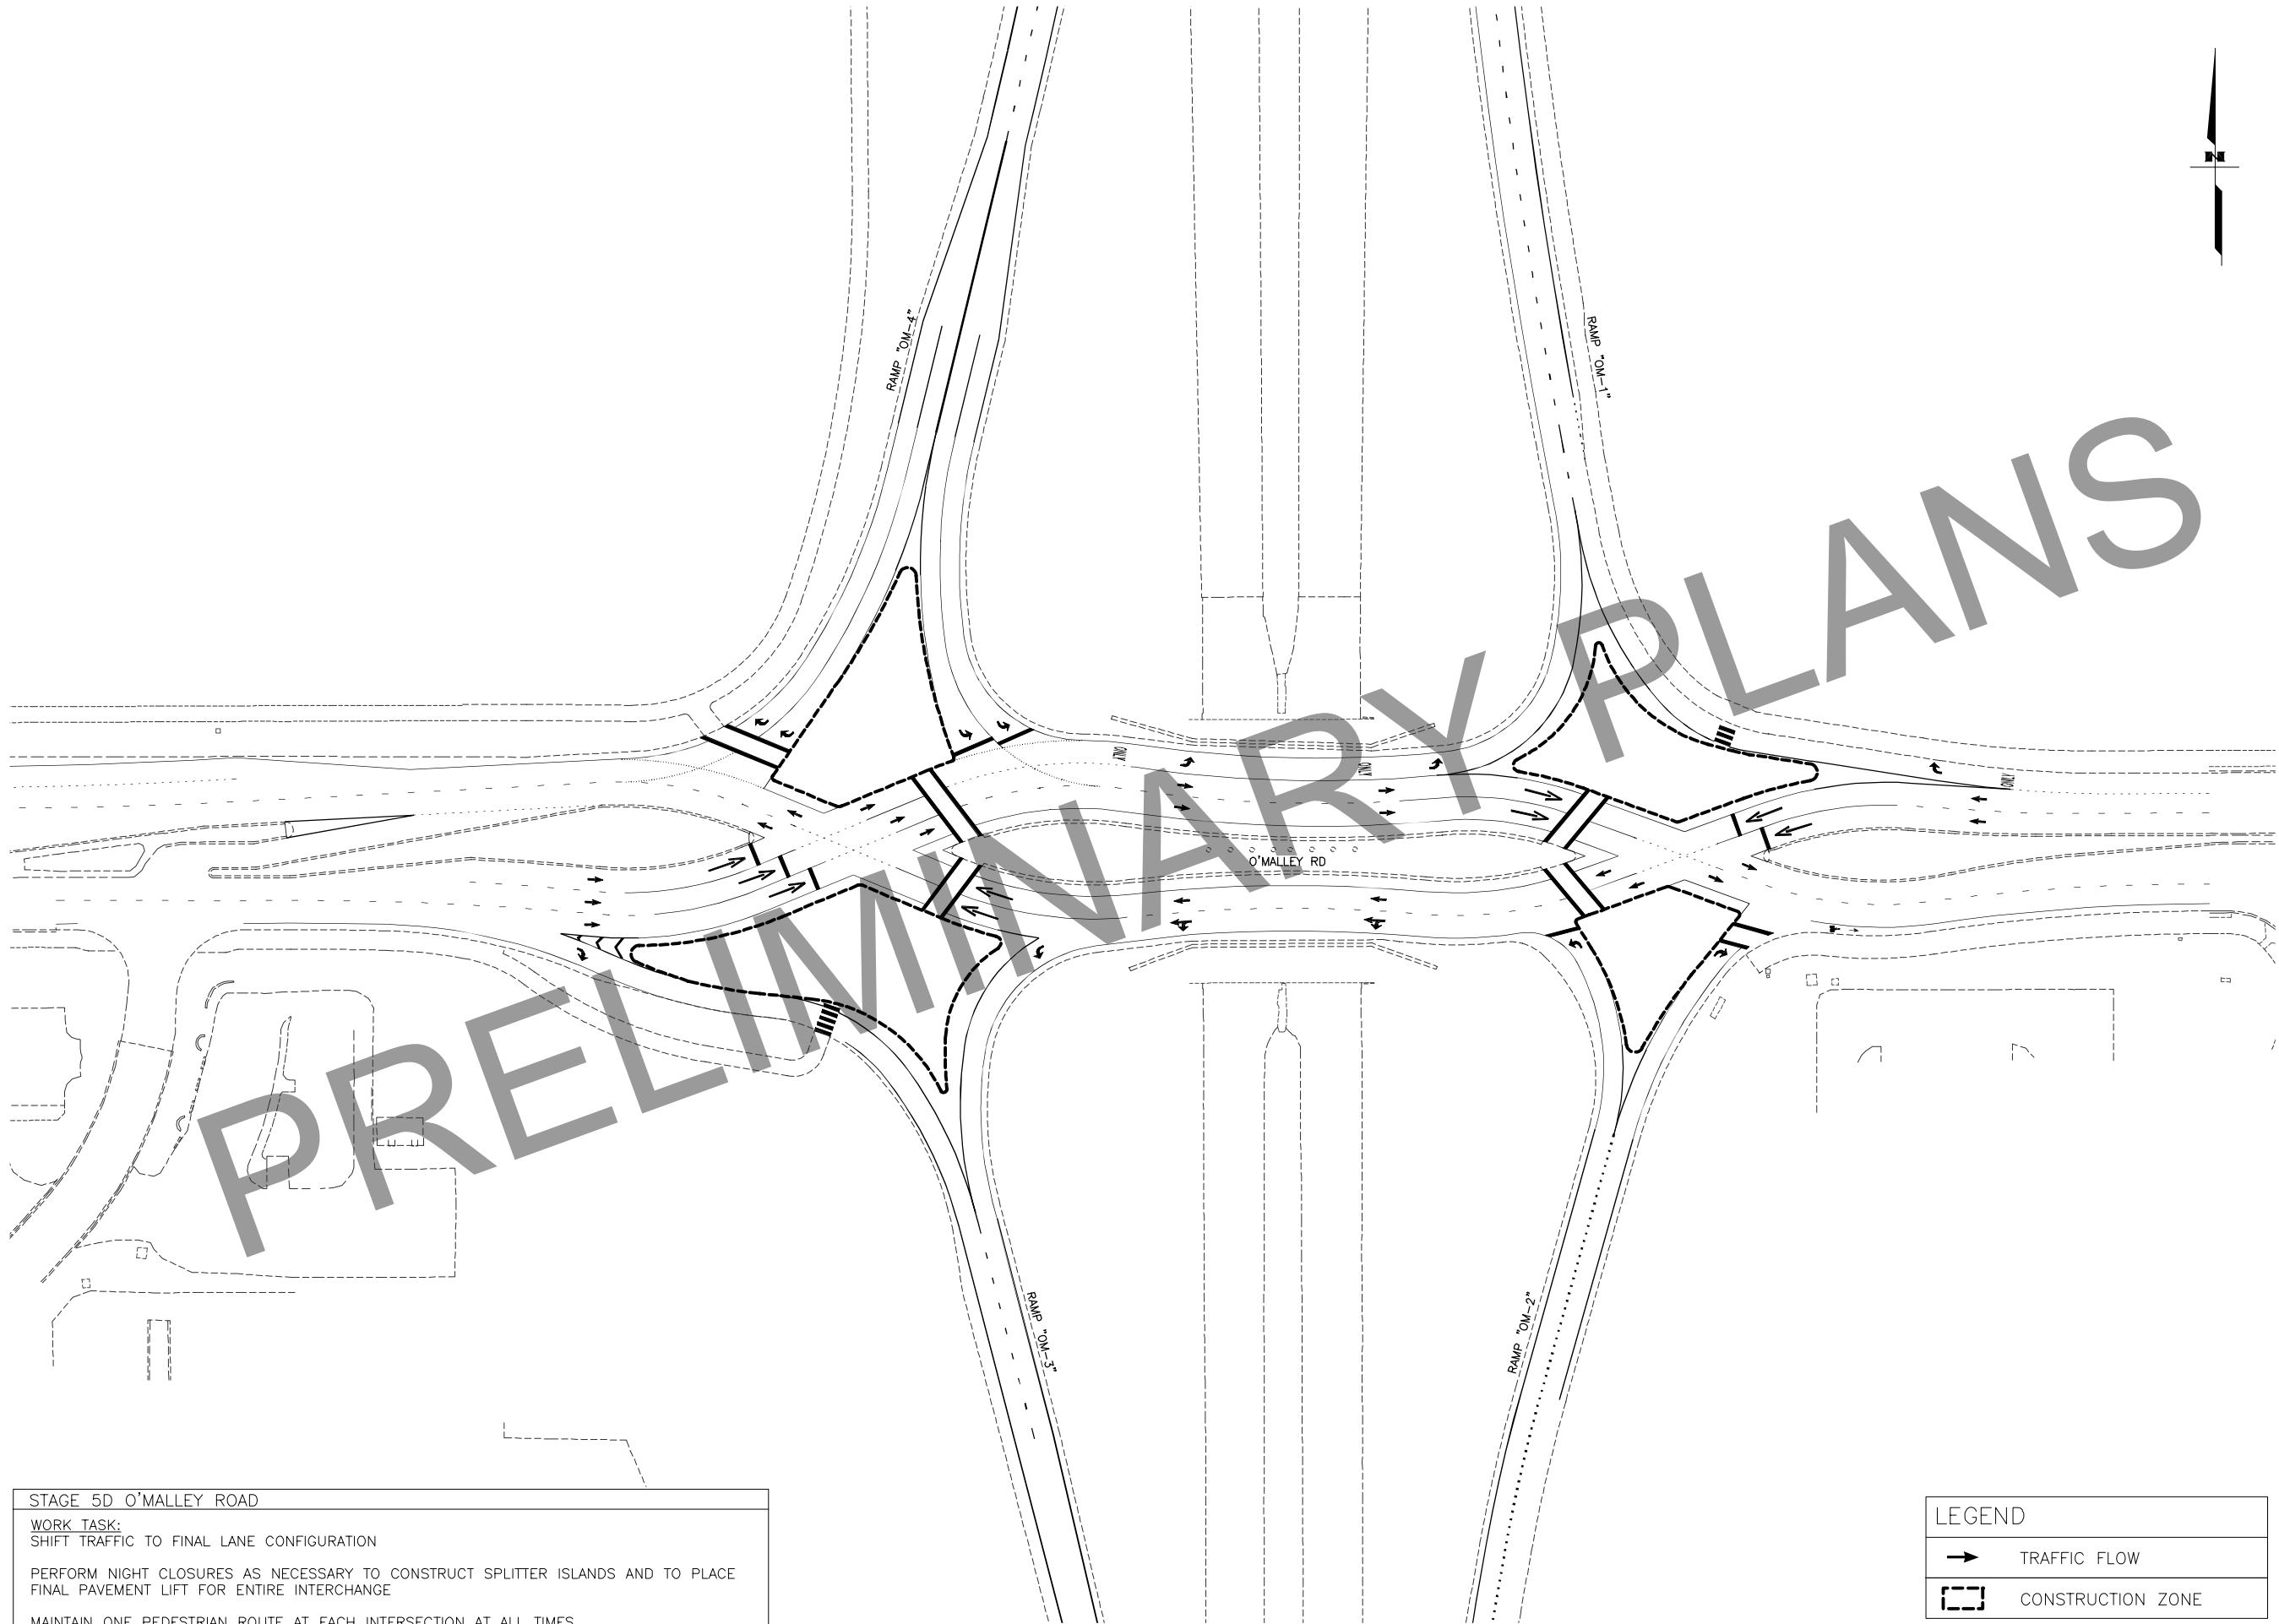 N
RAMP "OM-4"
RAMP "OM-1"
ONLY
ONLY
ONLY
O'MALLEY RD
PRELIMINARY PLANS
RAMP "OM-3"
RAMP "OM-2"
STAGE 5D O'MALLEY ROAD
WORK TASK:
SHIFT TRAFFIC TO FINAL LANE CONFIGURATION
PERFORM NIGHT CLOSURES AS NECESSARY TO CONSTRUCT SPLITTER ISLANDS AND TO PLACE
FINAL PAVEMENT LIFT FOR ENTIRE INTERCHANGE
MAINTAIN ONE PEDESTRIAN ROUTE AT EACH INTERSECTION AT ALL TIMES
LEGEND
TRAFFIC FLOW
CONSTRUCTION ZONE